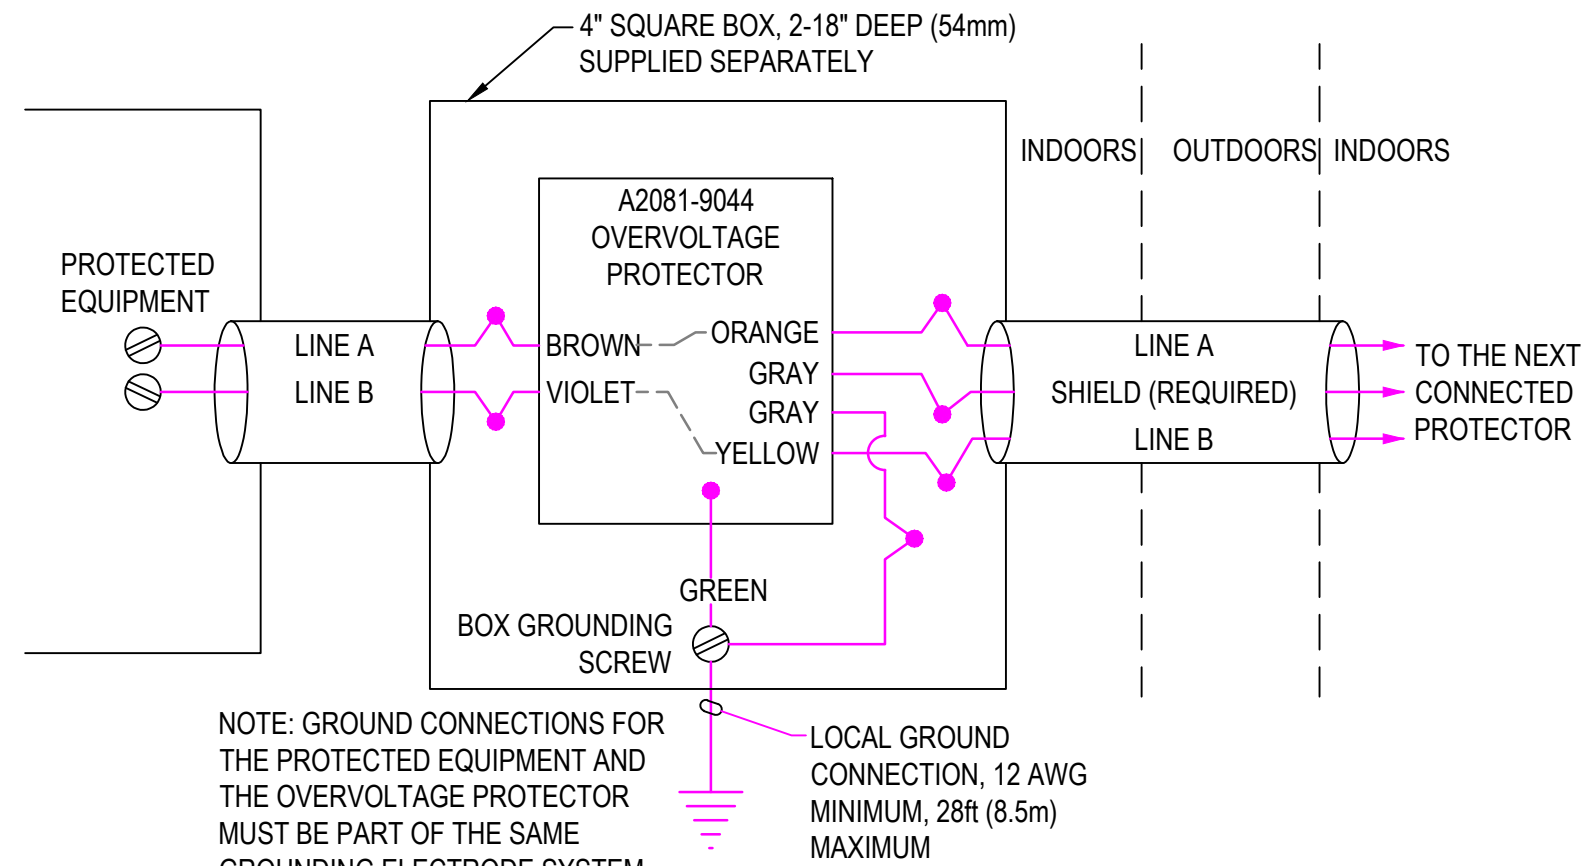 4" SQUARE BOX, 2-18" DEEP (54mm)
SUPPLIED SEPARATELY
INDOORS
OUTDOORS
INDOORS
A2081-9044
OVERVOLTAGE
PROTECTOR
PROTECTED
EQUIPMENT
LINE A
LINE B
BROWN
VIOLET
ORANGE
GRAY
GRAY
YELLOW
LINE A
SHIELD (REQUIRED)
LINE B
TO THE NEXT
CONNECTED
PROTECTOR
GREEN
BOX GROUNDING
SCREW
NOTE: GROUND CONNECTIONS FOR
THE PROTECTED EQUIPMENT AND
THE OVERVOLTAGE PROTECTOR
MUST BE PART OF THE SAME
GROUNDING ELECTRODE SYSTEM
LOCAL GROUND
CONNECTION, 12 AWG
MINIMUM, 28ft (8.5m)
MAXIMUM